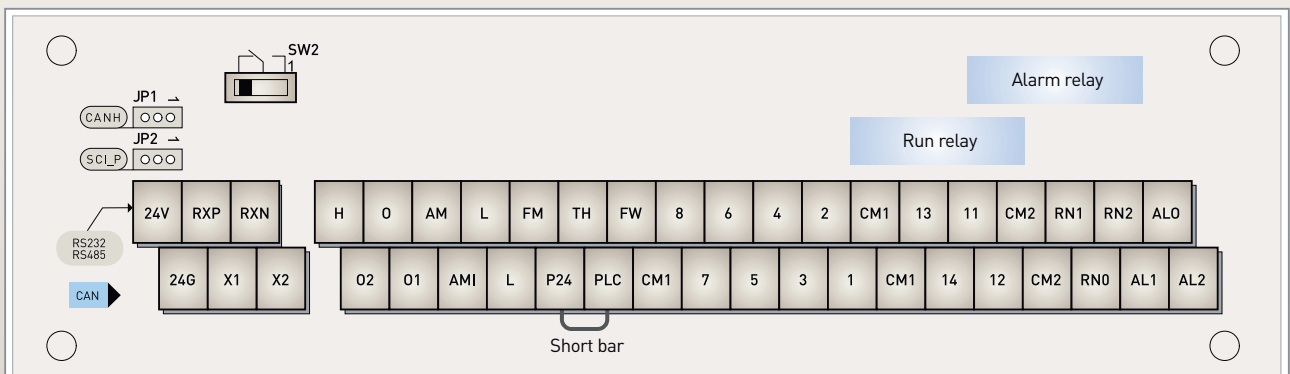 SW2
1
Alarm relay
JP1
CANH
Run relay
JP2
SCI_P
24V RXP RXN H O AM L FM TH FW 8 6 4 2 CM1 13 11 CM2 RN1 RN2 AL0
RS232
RS485
24G X1 X2 O2 O1 AMI L P24 PLC CM1 7 5 3 1 CM1 14 12 CM2 RN0 AL1 AL2
CAN
Short bar